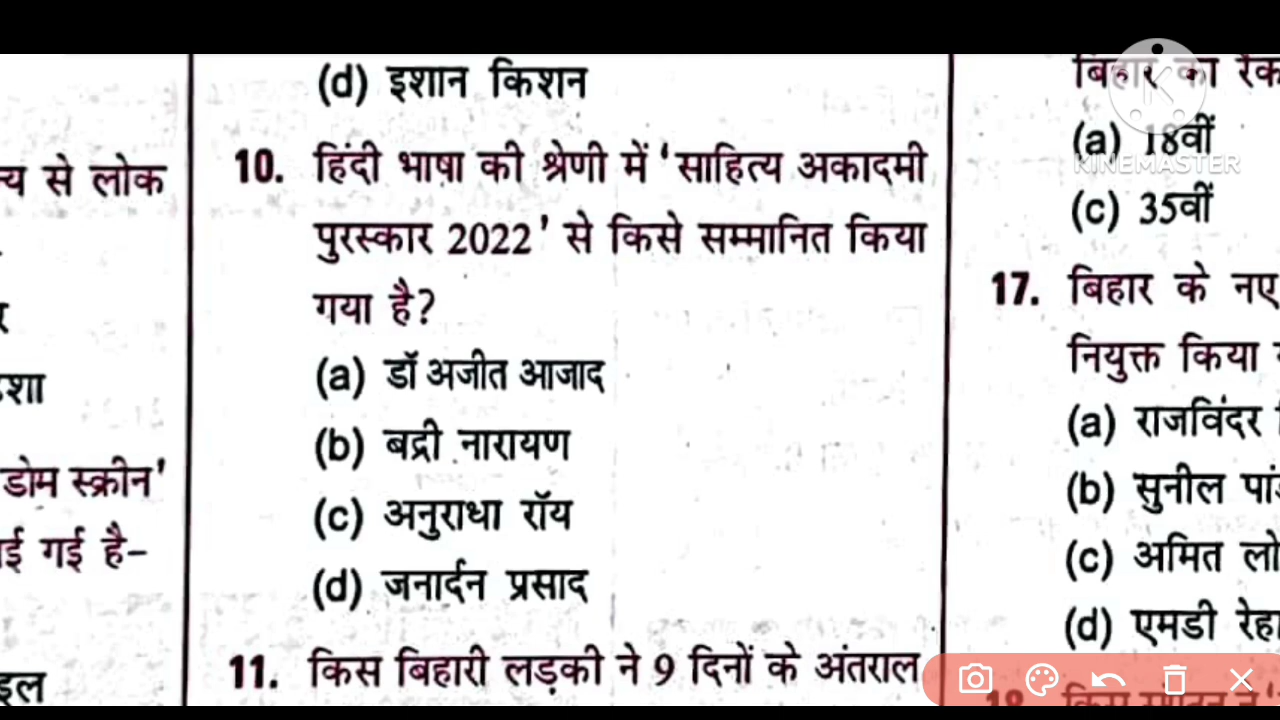 (d) इशान किशन
10. हिंदी भाषा की श्रेणी में 'साहित्य अकादमी
पुरस्कार 2022' से किसे सम्मानित किया
गया है?
(a) डॉ अजीत आजाद
(b) बद्री नारायण
(c) अनुराधा रॉय
(d) जनार्दन प्रसाद
11. किस बिहारी लड़की ने 9 दिनों के अंतराल
से लोक
डोम स्क्रीन'
गई है–
बिहार का
(a) 18वीं
(c) 35वीं
17. बिहार के नए
नियुक्त किया
(a) राजविंदर
(b) सुनील
(c) अमित
(d) एमडी
KINEMASTER